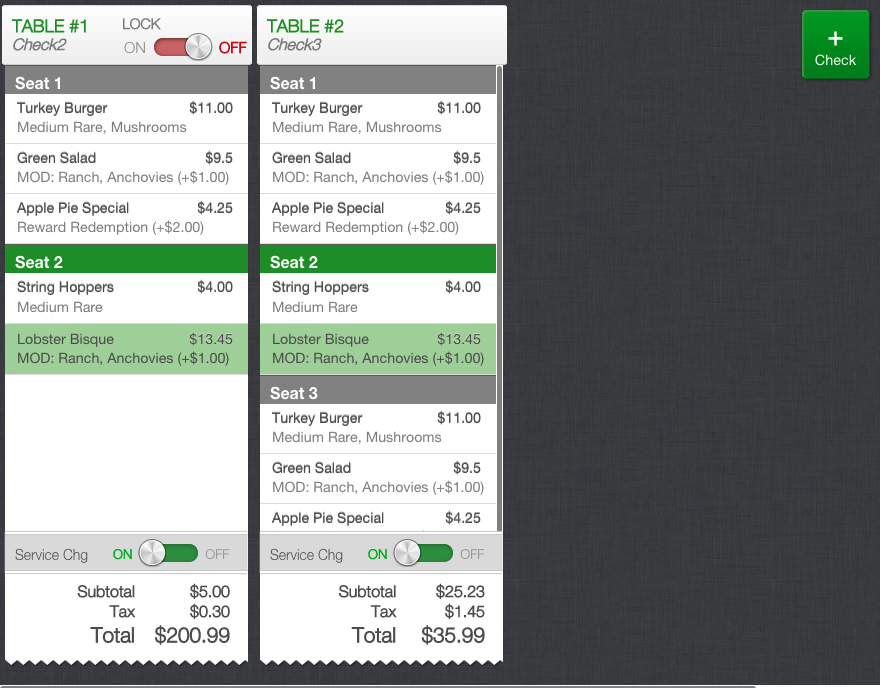 TABLE #1 LOCK
Check2 ON OFF
Seat 1
Turkey Burger $11.00
Medium Rare, Mushrooms
Green Salad $9.5
MOD: Ranch, Anchovies (+$1.00)
Apple Pie Special $4.25
Reward Redemption (+$2.00)
Seat 2
String Hoppers $4.00
Medium Rare
Lobster Bisque $13.45
MOD: Ranch, Anchovies (+$1.00)
Service Chg ON OFF
Subtotal $5.00
Tax $0.30
Total $200.99
TABLE #2
Check3
Seat 1
Turkey Burger $11.00
Medium Rare, Mushrooms
Green Salad $9.5
MOD: Ranch, Anchovies (+$1.00)
Apple Pie Special $4.25
Reward Redemption (+$2.00)
Seat 2
String Hoppers $4.00
Medium Rare
Lobster Bisque $13.45
MOD: Ranch, Anchovies (+$1.00)
Seat 3
Turkey Burger $11.00
Medium Rare, Mushrooms
Green Salad $9.5
MOD: Ranch, Anchovies (+$1.00)
Apple Pie Special $4.25
Service Chg ON OFF
Subtotal $25.23
Tax $1.45
Total $35.99
+
Check